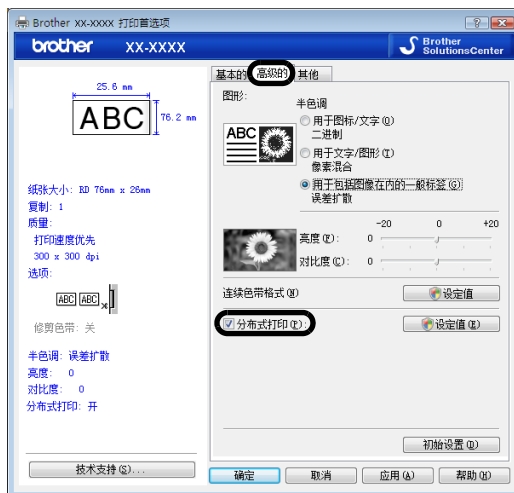 Brother XX-XXXX 打印首选项
brother XX-XXXX
Brother SolutionsCenter
25.6 mm
ABC
76.2 mm
纸张大小: RD 76mm x 26mm
复制: 1
质量:
打印速度优先
300 x 300 dpi
选项:
ABC ABC
修剪色带: 关
半色调: 误差扩散
亮度: 0
对比度: 0
分布式打印: 开
技术支持(S)...
基本的 高级的 其他
图形:
ABC
半色调
用于图标/文字(O)
二进制
用于文字/图形(T)
像素混合
用于包括图像在内的一般标签(G)
误差扩散
-20 0 +20
亮度(F): 0
对比度(C): 0
连续色带格式(W) 设定值
分布式打印(P): 设定值(E)
初始设置(D)
确定 取消 应用(A) 帮助(H)